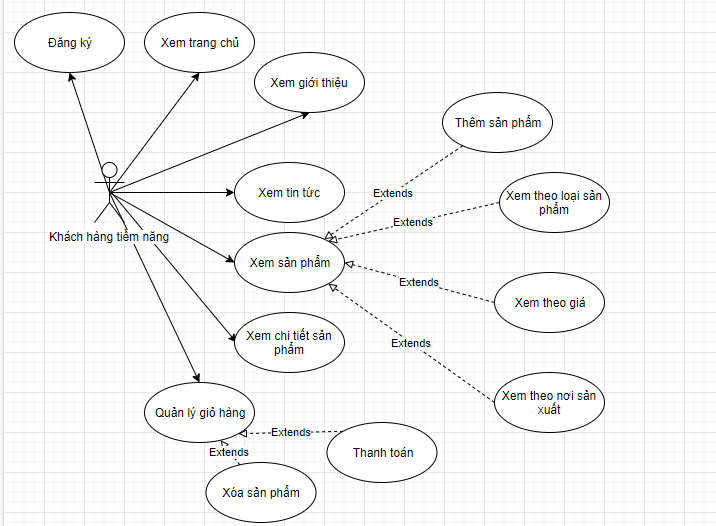 Đăng ký
Xem trang chủ
Xem giới thiệu
Thêm sản phẩm
Extends
Xem theo loại sản
phẩm
Extends
Xem tin tức
Khách hàng tiềm năng
Xem sản phẩm
Extends
Xem theo giá
Xem chi tiết sản
phẩm
Extends
Xem theo nơi sản
xuất
Quản lý giỏ hàng
Extends
Thanh toán
Extends
Xóa sản phẩm